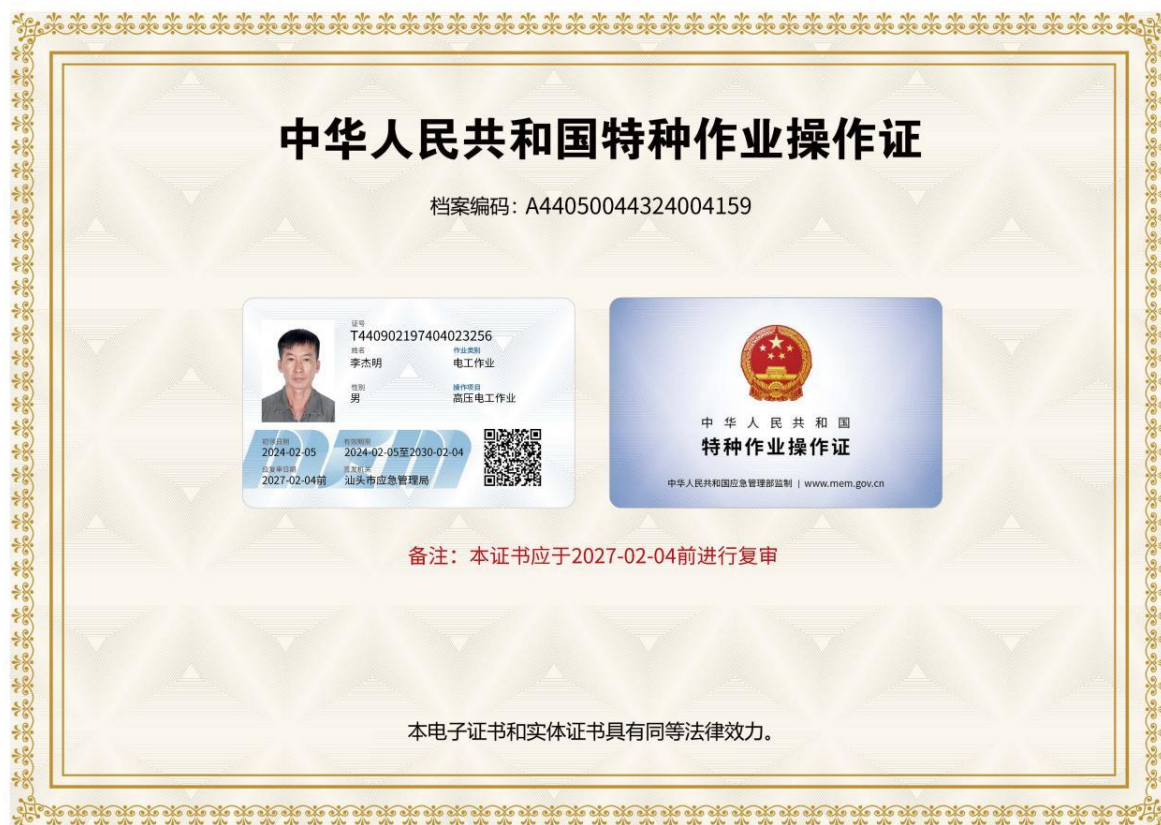 中华人民共和国特种作业操作证
档案编码：A44050044324004159
证号
T440902197404023256
姓名 作业类别
李杰明 电工作业
性别 操作项目
男 高压电工作业
初领日期 有效期至
2024-02-05 2024-02-05至2030-02-04
应复审日期 签发机关
2027-02-04前 汕头市应急管理局
中华人民共和国
特种作业操作证
中华人民共和国应急管理部监制 | www.mem.gov.cn
备注：本证书应于2027-02-04前进行复审
本电子证书和实体证书具有同等法律效力。